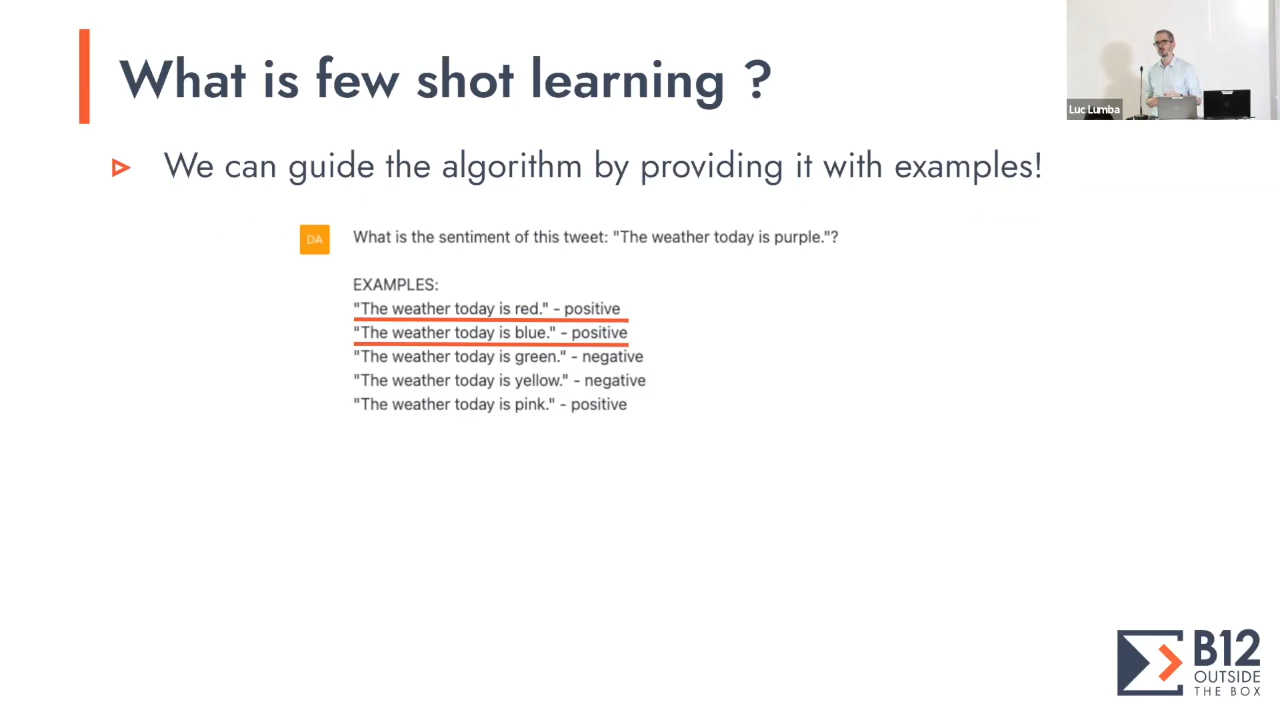 What is few shot learning ?
Luc Lumba
We can guide the algorithm by providing it with examples!
DA
What is the sentiment of this tweet: "The weather today is purple."?
EXAMPLES:
"The weather today is red." - positive
"The weather today is blue." - positive
"The weather today is green." - negative
"The weather today is yellow." - negative
"The weather today is pink." - positive
B12
OUTSIDE
THE BOX